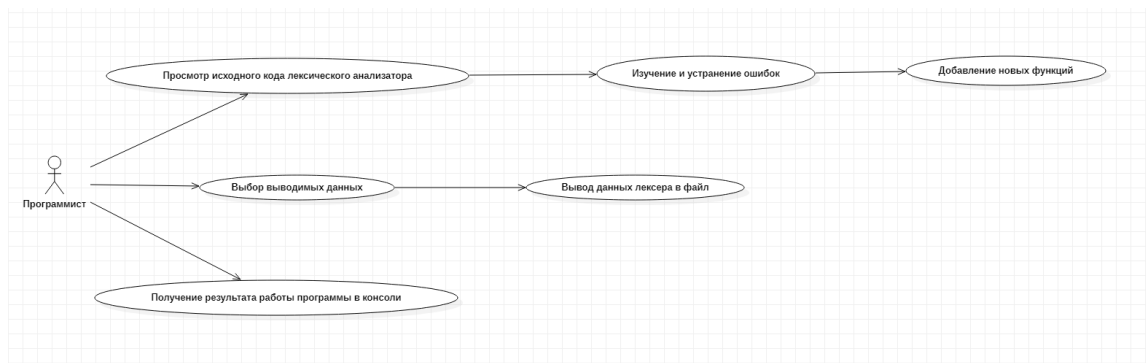 Просмотр исходного кода лексического анализатора
Изучение и устранение ошибок
Добавление новых функций
Программист
Выбор выводимых данных
Вывод данных лексера в файл
Получение результата работы программы в консоли